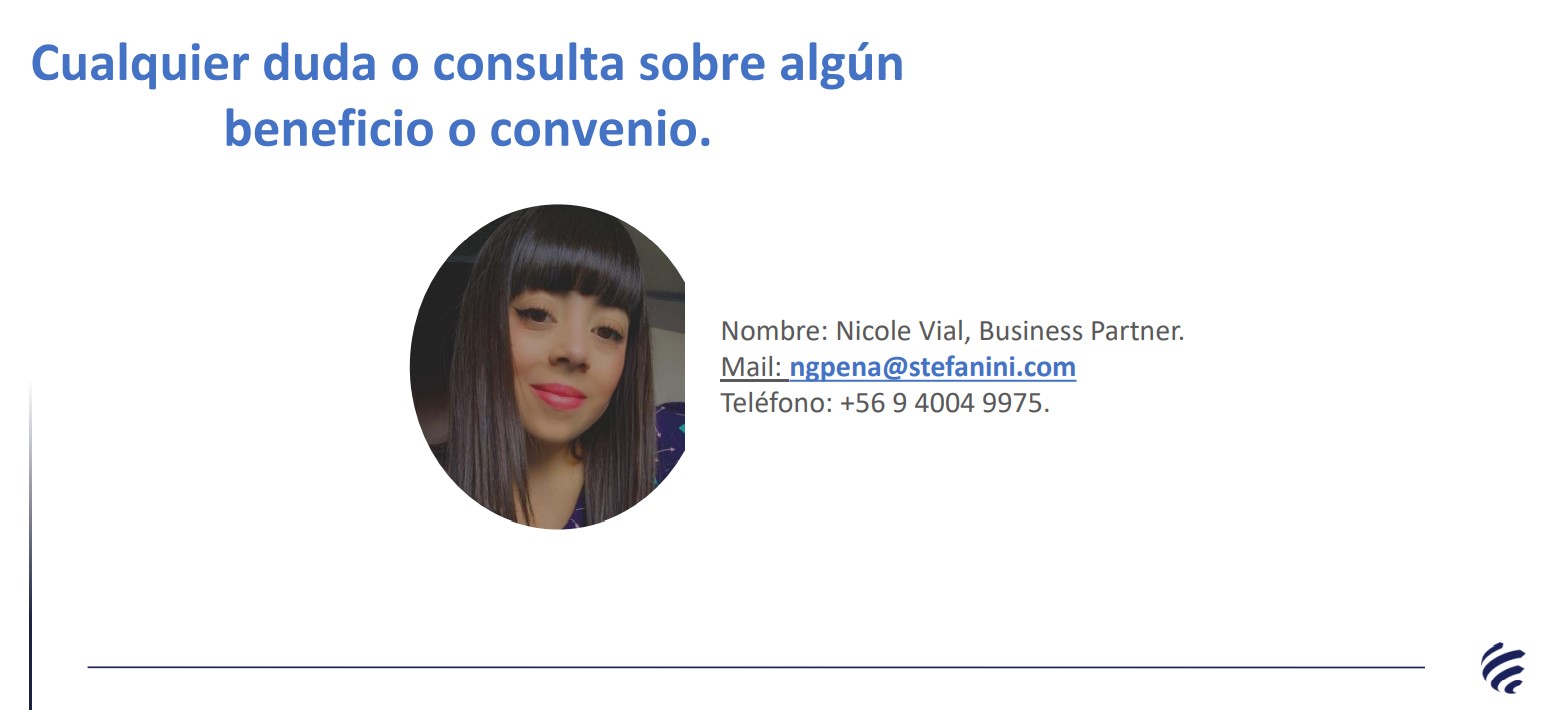 Cualquier duda o consulta sobre algún
beneficio o convenio.
Nombre: Nicole Vial, Business Partner.
Mail: ngpena@stefanini.com
Teléfono: +56 9 4004 9975.